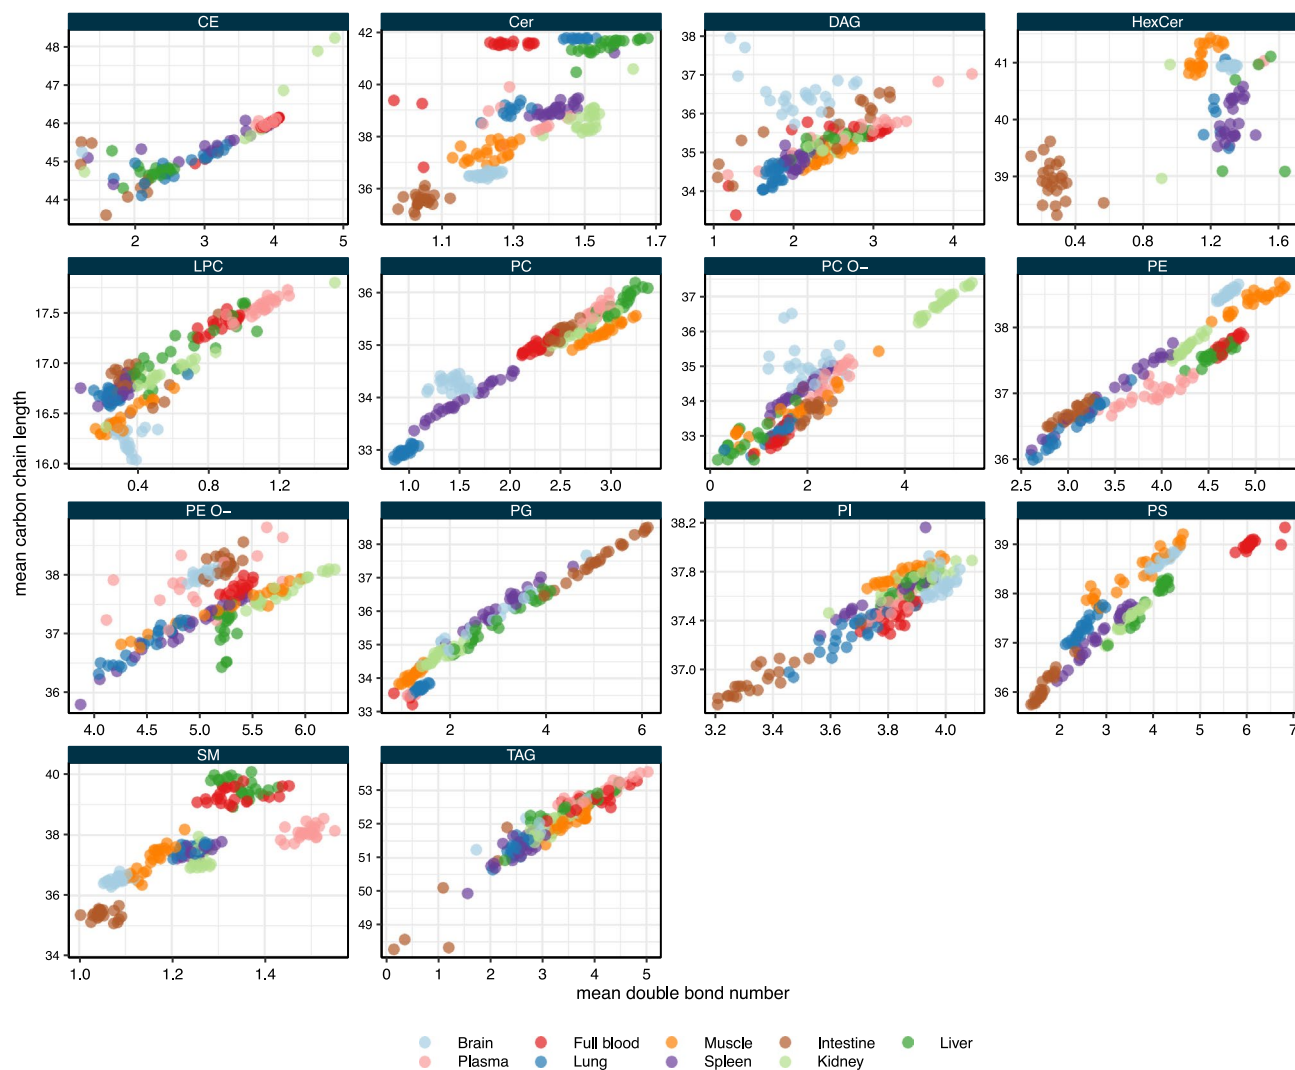 CE Cer DAG HexCer
48
47
46
45
44
2 3 4 5
42
40
38
36
1.1 1.3 1.5 1.7
38
37
36
35
34
1 2 3 4
41
40
39
0.4 0.8 1.2 1.6
LPC PC PC O− PE
17.5
17.0
16.5
16.0
0.4 0.8 1.2
36
35
34
33
1.0 1.5 2.0 2.5 3.0
37
36
35
34
33
0 2 4
38
37
36
2.5 3.0 3.5 4.0 4.5 5.0
PE O− PG PI PS
38
37
36
4.0 4.5 5.0 5.5 6.0
38
37
36
35
34
33
2 4 6
38.2
37.8
37.4
37.0
3.2 3.4 3.6 3.8 4.0
39
38
37
36
2 3 4 5 6 7
SM TAG
40
38
36
34
1.0 1.2 1.4
53
52
51
50
49
0 1 2 3 4 5
mean carbon chain length
mean double bond number
Brain Full blood Muscle Intestine Liver
Plasma Lung Spleen Kidney